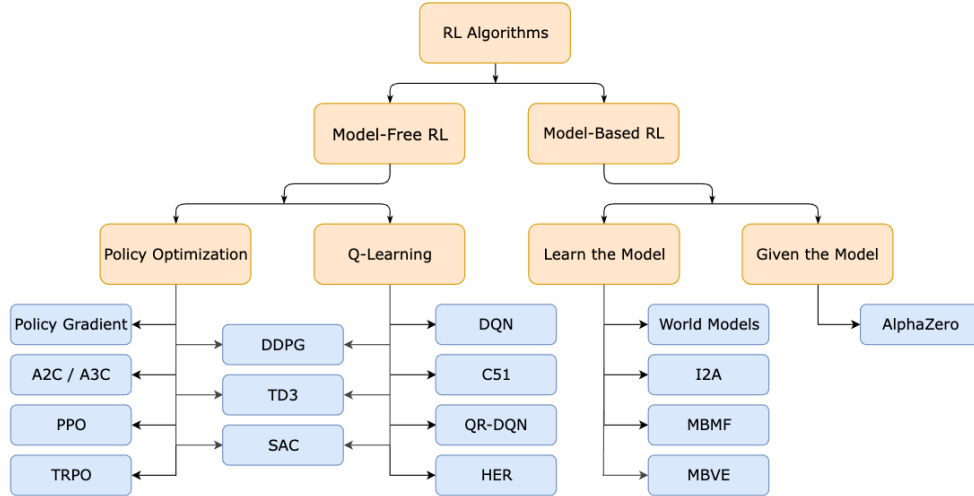 RL Algorithms
Model-Free RL
Model-Based RL
Policy Optimization
Q-Learning
Learn the Model
Given the Model
Policy Gradient
DDPG
DQN
World Models
AlphaZero
A2C / A3C
TD3
C51
I2A
PPO
SAC
QR-DQN
MBMF
TRPO
HER
MBVE